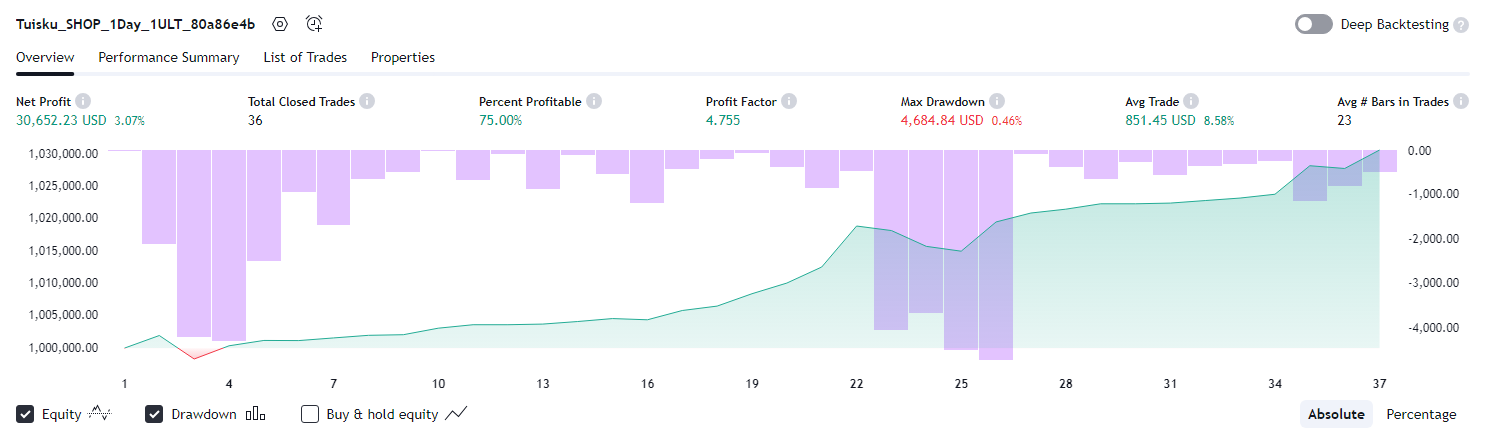 Tuisku_SHOP_1Day_1ULT_80a86e4b
Deep Backtesting ?
Overview Performance Summary List of Trades Properties
Net Profit Total Closed Trades Percent Profitable Profit Factor Max Drawdown Avg Trade Avg # Bars in Trades
30,652.23 USD 3.07% 36 75.00% 4.755 4,684.84 USD 0.46% 851.45 USD 8.58% 23
1,030,000.00 0.00
1,025,000.00 -1,000.00
1,020,000.00 -2,000.00
1,015,000.00
1,010,000.00 -3,000.00
1,005,000.00 -4,000.00
1,000,000.00
1 4 7 10 13 16 19 22 25 28 31 34 37
Equity Drawdown Buy & hold equity Absolute Percentage